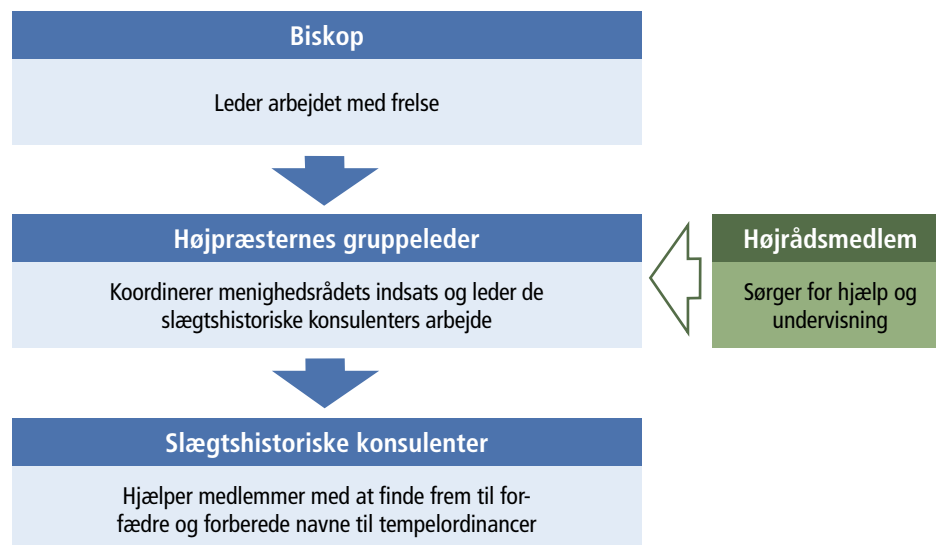 Biskop
Leder arbejdet med frelse
Højpræsternes gruppeleder
Koordinerer menighedsrådets indsats og leder de
slægtshistoriske konsulenters arbejde
Højrådsmedlem
Sørger for hjælp og
undervisning
Slægtshistoriske konsulenter
Hjælper medlemmer med at finde frem til for-
fædre og forberede navne til tempelordinancer